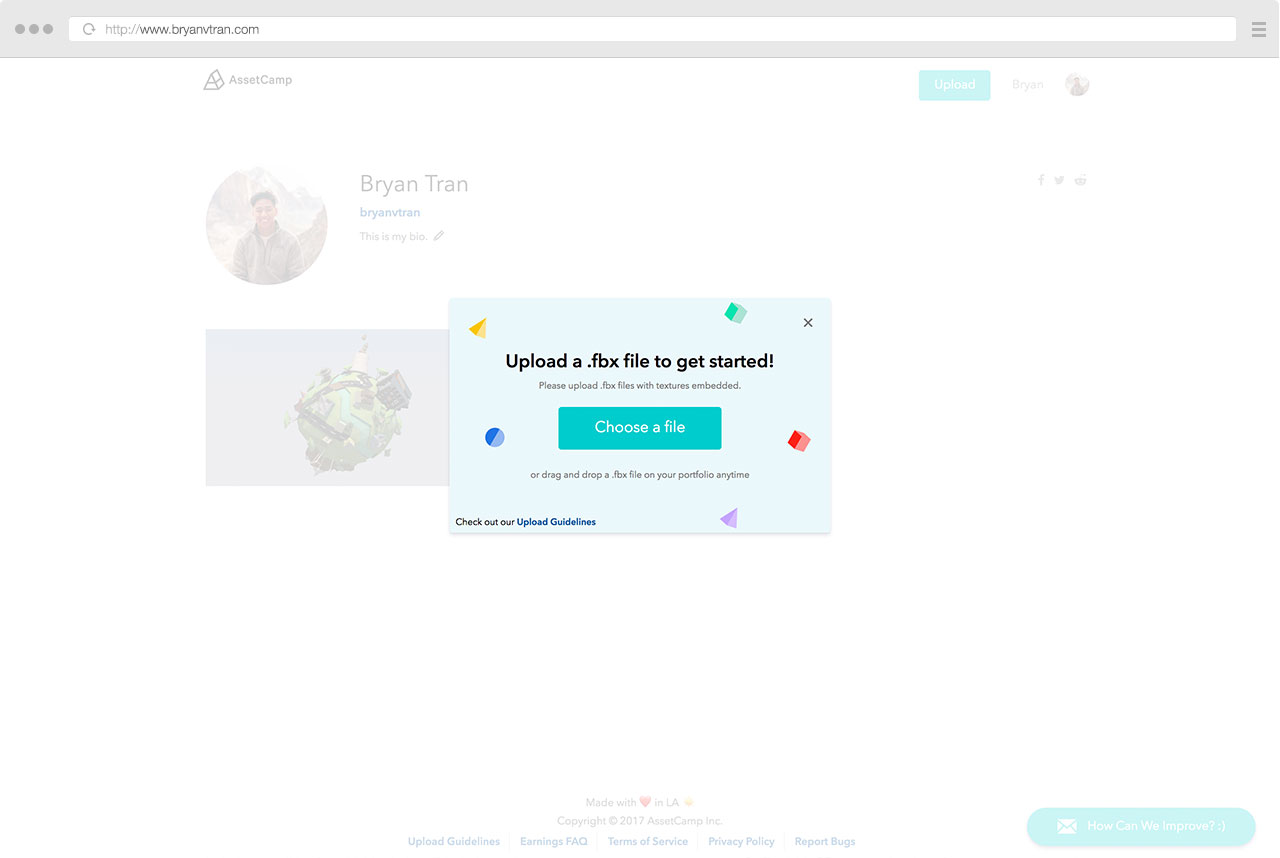 http://www.bryanvtran.com
AssetCamp
Upload
Bryan
Bryan Tran
bryanvtran
This is my bio.
Upload a .fbx file to get started!
Please upload .fbx files with textures embedded.
Choose a file
or drag and drop a .fbx file on your portfolio anytime
Check out our Upload Guidelines
Made with ❤️ in LA
Copyright © 2017 AssetCamp Inc.
Upload Guidelines Earnings FAQ Terms of Service Privacy Policy Report Bugs
How Can We Improve? :)